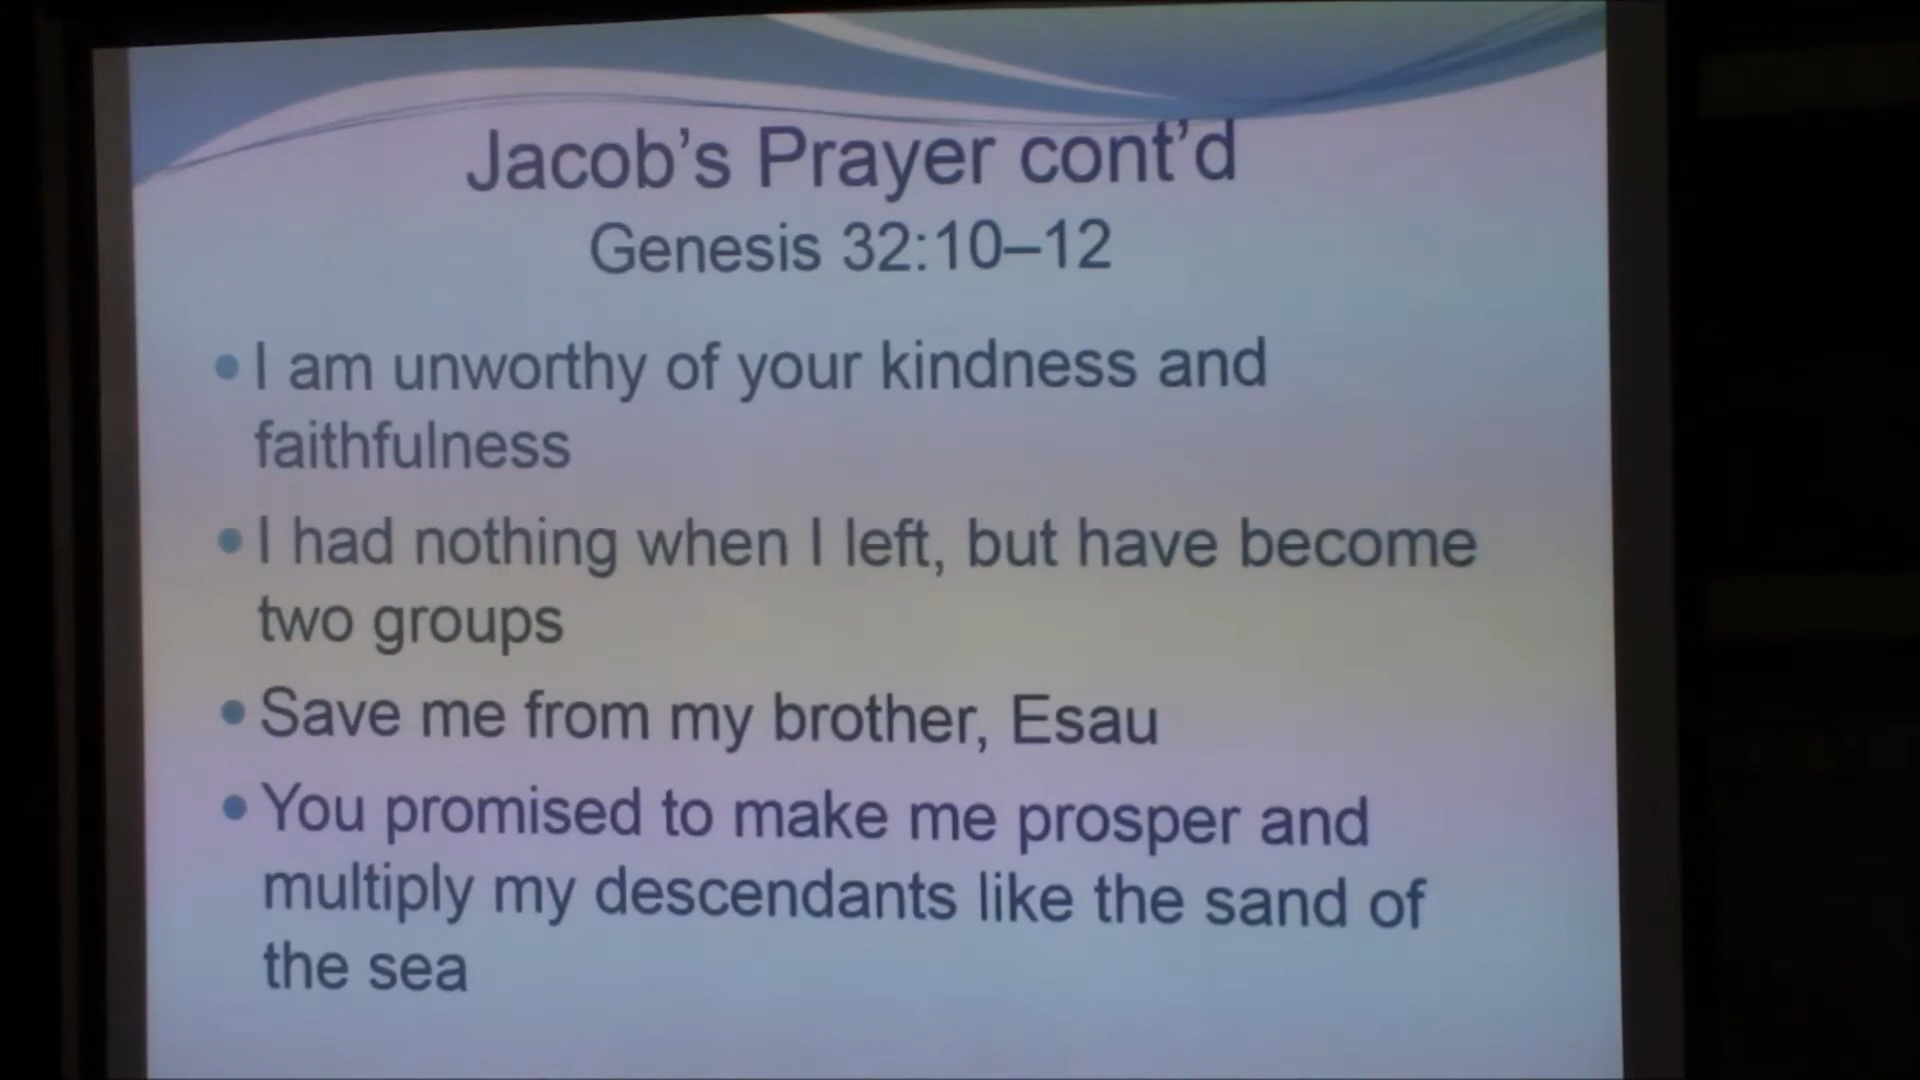 Jacob’s Prayer cont’d
Genesis 32:10–12
• I am unworthy of your kindness and
faithfulness
• I had nothing when I left, but have become
two groups
• Save me from my brother, Esau
• You promised to make me prosper and
multiply my descendants like the sand of
the sea